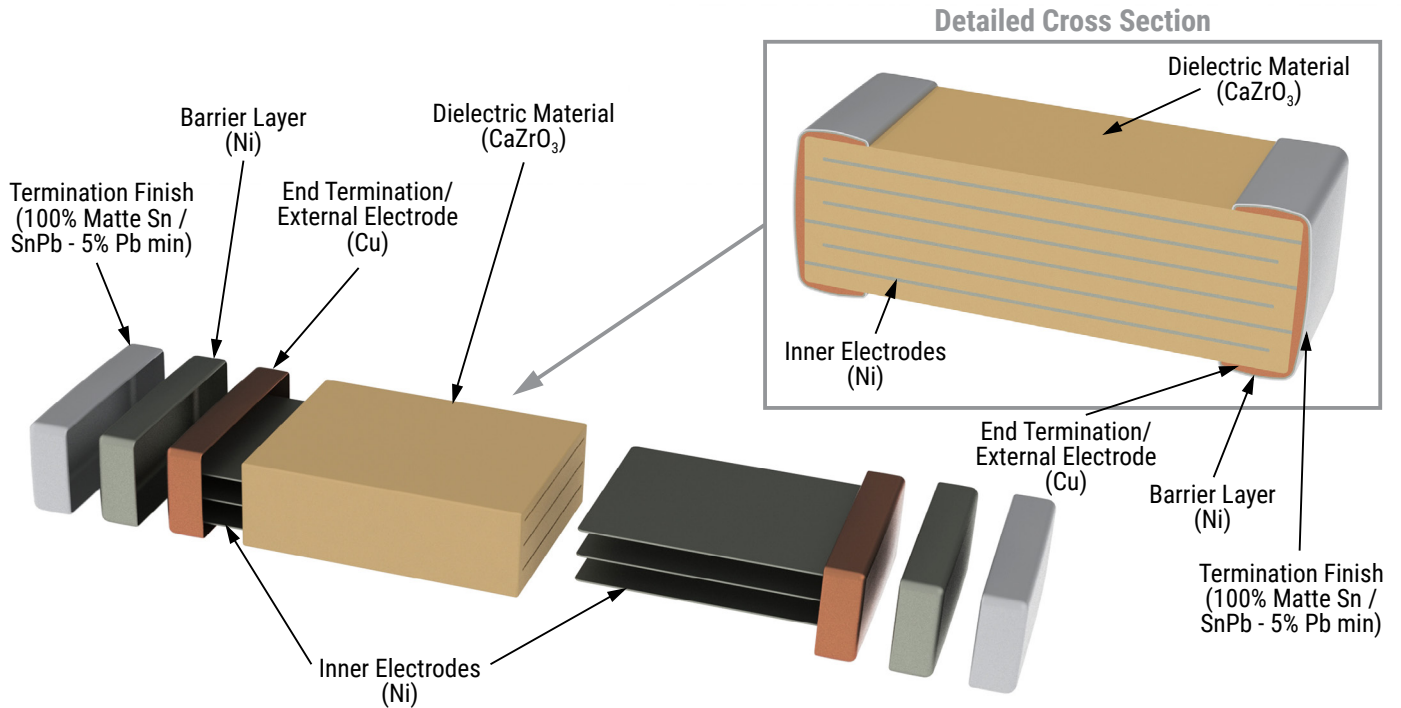 Detailed Cross Section
Dielectric Material
(CaZrO₃)
Inner Electrodes
(Ni)
End Termination/
External Electrode
(Cu)
Barrier Layer
(Ni)
Termination Finish
(100% Matte Sn /
SnPb - 5% Pb min)
Termination Finish
(100% Matte Sn /
SnPb - 5% Pb min)
Barrier Layer
(Ni)
End Termination/
External Electrode
(Cu)
Dielectric Material
(CaZrO₃)
Inner Electrodes
(Ni)